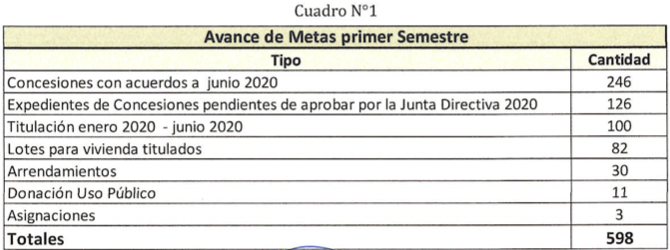 Cuadro N°1
Avance de Metas primer Semestre
Tipo Cantidad
Concesiones con acuerdos a junio 2020 246
Expedientes de Concesiones pendientes de aprobar por la Junta Directiva 2020 126
Titulación enero 2020 - junio 2020 100
Lotes para vivienda titulados 82
Arrendamientos 30
Donación Uso Público 11
Asignaciones 3
Totales 598